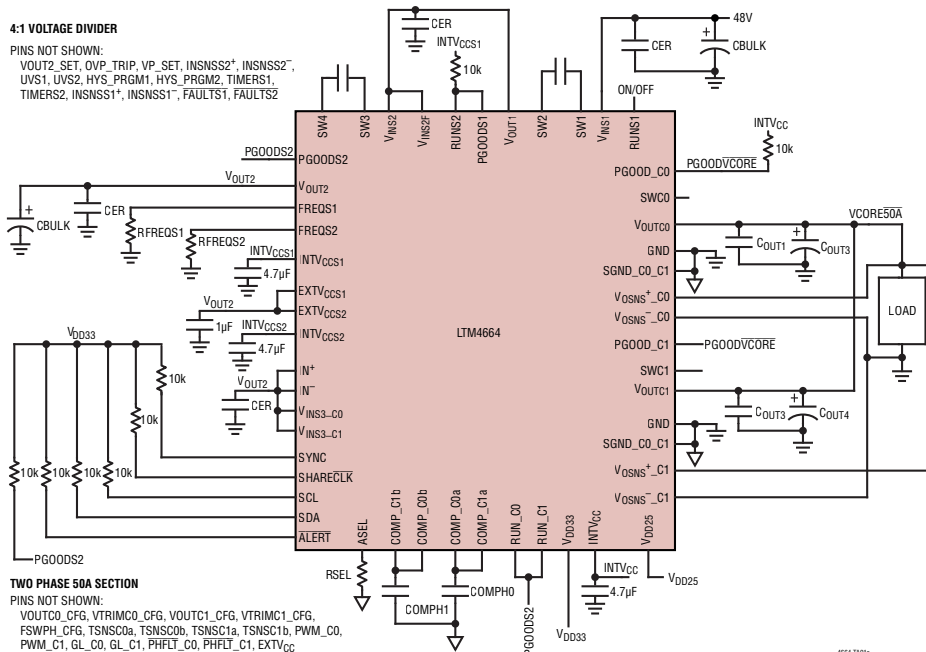 4:1 VOLTAGE DIVIDER
PINS NOT SHOWN:
VOUT2_SET, OVP_TRIP, VP_SET, INSNSS2+, INSNSS2–,
UVS1, UVS2, HYS_PRGM1, HYS_PRGM2, TIMERS1,
TIMERS2, INSNSS1+, INSNSS1–, FAULTS1, FAULTS2
CER
INTVCCS1
10k
48V
CER
+
CBULK
ON/OFF
SW4
SW3
VINS2
VINS2F
RUNS2
PGOODS1
VOUT1
SW2
SW1
VINS1
RUNS1
INTVCC
10k
PGOODS2
PGOODS2
PGOOD_C0
PGOODVCORE
VOUT2
VOUT2
SWC0
+
CBULK
CER
VOUTC0
VCORE50A
RFREQS1
FREQS1
COUT1
+
COUT3
RFREQS2
FREQS2
GND
INTVCCS1
INTVCCS1
4.7µF
SGND_C0_C1
EXTVCCS1
VOSNS+_C0
VOUT2
EXTVCCS2
VOSNS–_C0
LOAD
1µF
INTVCCS2
INTVCCS2
4.7µF
LTM4664
PGOOD_C1
PGOODVCORE
VDD33
SWC1
10k
IN+
VOUT2
IN–
VOUTC1
CER
VINS3_C0
COUT3
+
COUT4
VINS3_C1
GND
10k
SYNC
SGND_C0_C1
10k
10k
10k
10k
SHARECLK
VOSNS+_C1
SCL
VOSNS–_C1
SDA
ALERT
ASEL
COMP_C1b
COMP_C0b
COMP_C0a
COMP_C1a
RUN_C0
RUN_C1
VDD33
INTVCC
VDD25
PGOODS2
RSEL
COMPH1
COMPH0
PGOODS2
VDD33
INTVCC
4.7µF
VDD25
TWO PHASE 50A SECTION
PINS NOT SHOWN:
VOUTC0_CFG, VTRIMC0_CFG, VOUTC1_CFG, VTRIMC1_CFG,
FSWPH_CFG, TSNSC0a, TSNSC0b, TSNSC1a, TSNSC1b, PWM_C0,
PWM_C1, GL_C0, GL_C1, PHFLT_C0, PHFLT_C1, EXTVCC